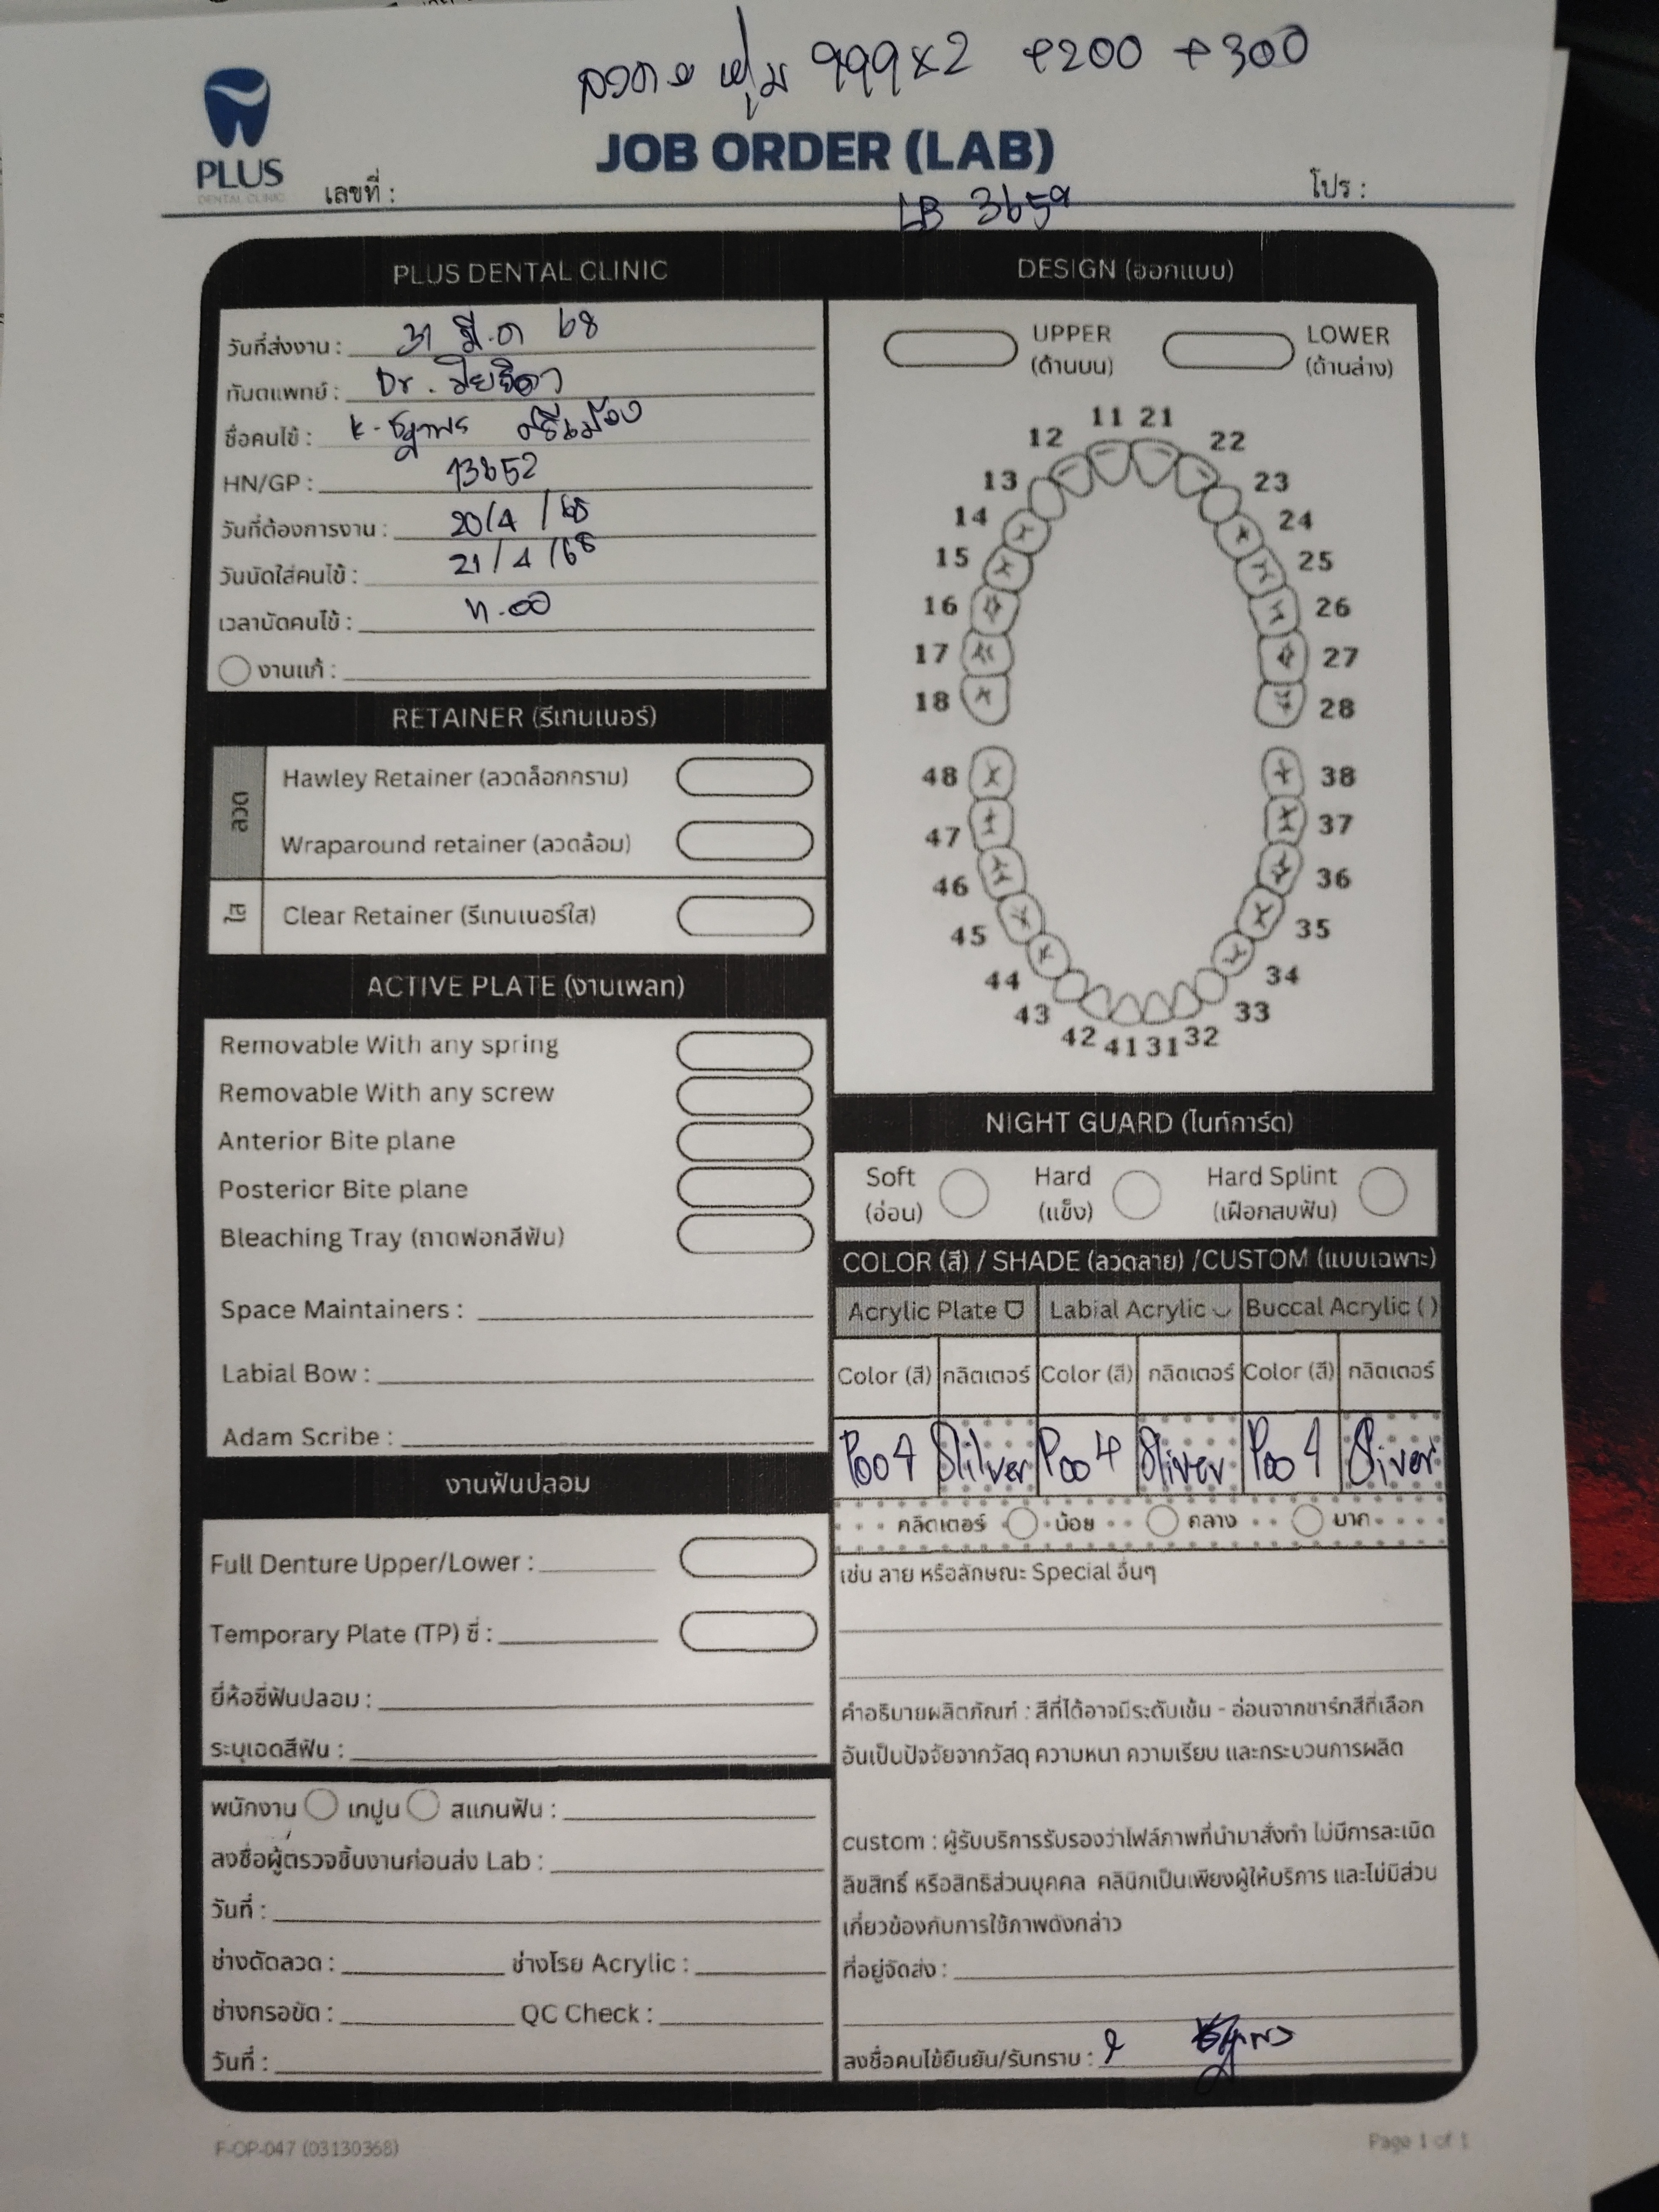 999x2 +200 +300
PLUS
DENTAL CLINIC
JOB ORDER (LAB)
เลขที่ :
โปร :
LB 3659
PLUS DENTAL CLINIC
วันที่ส่งงาน : 31 มี.ค 68
ทันตแพทย์ : Dr.
ชื่อคนไข้ : K.
HN/GP : 13652
วันที่ต้องการงาน : 20/4/68
วันนัดใส่คนไข้ : 21/4/68
เวลานัดคนไข้ :
งานแก้ :
RETAINER (รีเทนเนอร์)
ลวด
Hawley Retainer (ลวดล็อกกราม)
Wraparound retainer (ลวดล้อม)
ใส
Clear Retainer (รีเทนเนอร์ใส)
ACTIVE PLATE (งานเพลท)
Removable With any spring
Removable With any screw
Anterior Bite plane
Posterior Bite plane
Bleaching Tray (ถาดฟอกสีฟัน)
Space Maintainers :
Labial Bow :
Adam Scribe :
งานฟันปลอม
Full Denture Upper/Lower :
Temporary Plate (TP) ซี่ :
ยี่ห้อซี่ฟันปลอม :
ระบุเฉดสีฟัน :
พนักงาน เทปูน สแกนฟัน :
ลงชื่อผู้ตรวจชิ้นงานก่อนส่ง Lab :
วันที่ :
ช่างดัดลวด : ช่างโรย Acrylic :
ช่างกรอขัด : QC Check :
วันที่ :
DESIGN (ออกแบบ)
UPPER
(ด้านบน)
LOWER
(ด้านล่าง)
11 21
12 22
13 23
14 24
15 25
16 26
17 27
18 28
48 38
47 37
46 36
45 35
44 34
43 33
42 41 31 32
NIGHT GUARD (ไนท์การ์ด)
Soft
(อ่อน)
Hard
(แข็ง)
Hard Splint
(เฝือกสบฟัน)
COLOR (สี) / SHADE (ลวดลาย) /CUSTOM (แบบเฉพาะ)
Acrylic Plate Labial Acrylic Buccal Acrylic ( )
Color (สี) กลิตเตอร์ Color (สี) กลิตเตอร์ Color (สี) กลิตเตอร์
P004 Slilver P004 Sliver P004 Siver
กลิตเตอร์ น้อย กลาง มาก
เช่น ลาย หรือลักษณะ Special อื่นๆ
คำอธิบายผลิตภัณฑ์ : สีที่ได้อาจมีระดับเข้ม - อ่อนจากชาร์ทสีที่เลือก
อันเป็นปัจจัยจากวัสดุ ความหนา ความเรียบ และกระบวนการผลิต
custom : ผู้รับบริการรับรองว่าไฟล์ภาพที่นำมาสั่งทำ ไม่มีการละเมิด
ลิขสิทธิ์ หรือสิทธิส่วนบุคคล คลินิกเป็นเพียงผู้ให้บริการ และไม่มีส่วน
เกี่ยวข้องกับการใช้ภาพดังกล่าว
ที่อยู่จัดส่ง :
ลงชื่อคนไข้ยืนยัน/รับทราบ :
F-OP-047 (03130368)
Page 1 of 1